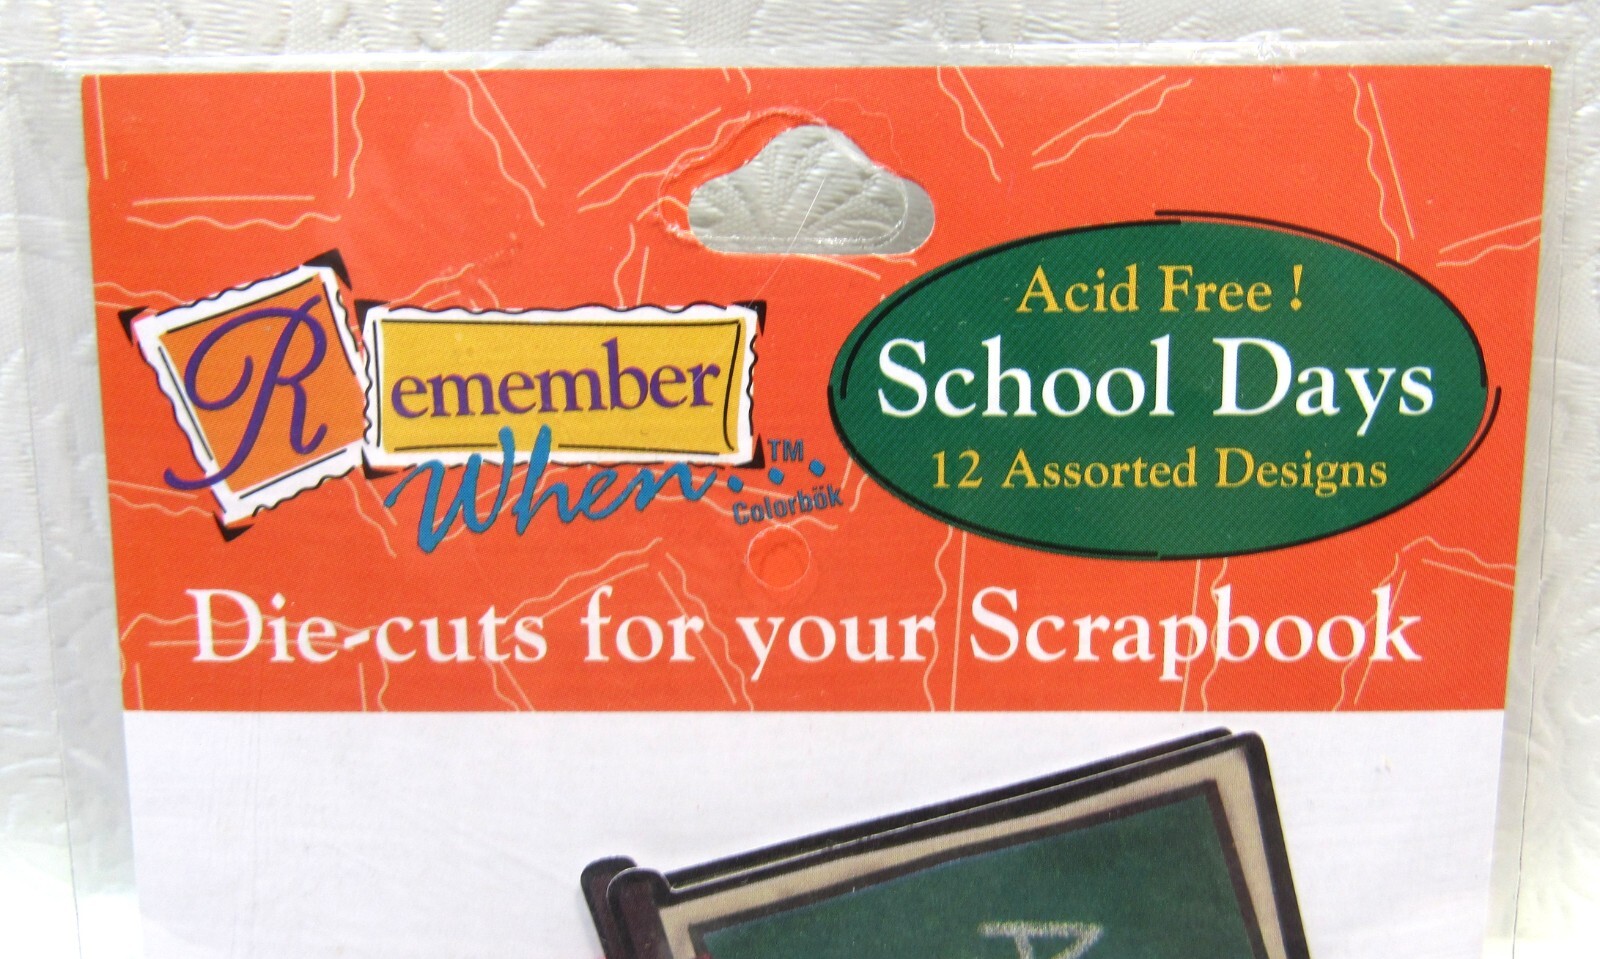 Remember
When...™
Colorbök
Acid Free !
School Days
12 Assorted Designs
Die-cuts for your Scrapbook